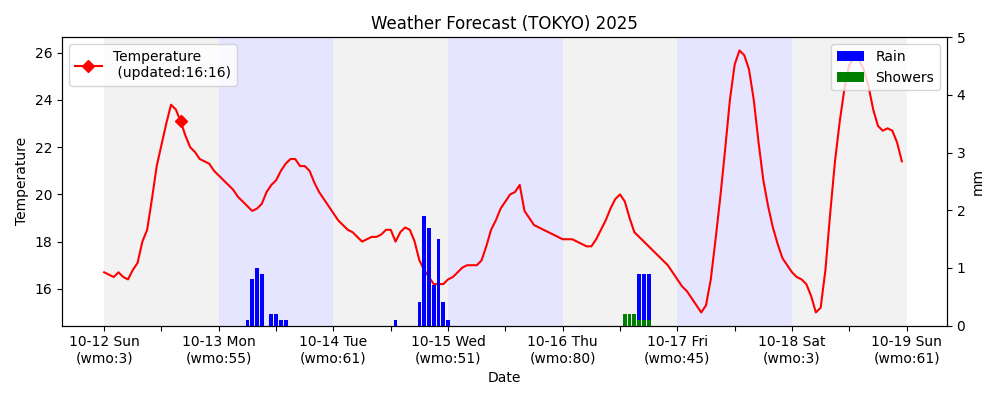 Weather Forecast (TOKYO) 2025
Temperature
(updated:16:16)
Rain
Showers
26
24
22
20
18
16
Temperature
5
4
3
2
1
0
mm
10-12 Sun
(wmo:3)
10-13 Mon
(wmo:55)
10-14 Tue
(wmo:61)
10-15 Wed
(wmo:51)
10-16 Thu
(wmo:80)
10-17 Fri
(wmo:45)
10-18 Sat
(wmo:3)
10-19 Sun
(wmo:61)
Date